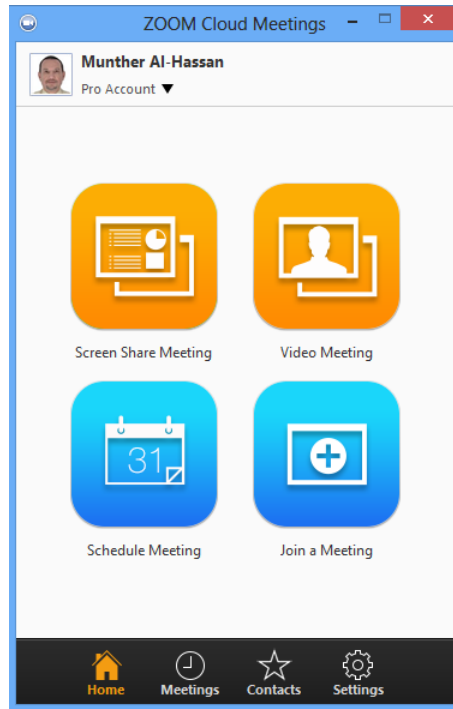 ZOOM Cloud Meetings
Munther Al-Hassan
Pro Account
Screen Share Meeting
Video Meeting
31
Schedule Meeting
Join a Meeting
Home
Meetings
Contacts
Settings